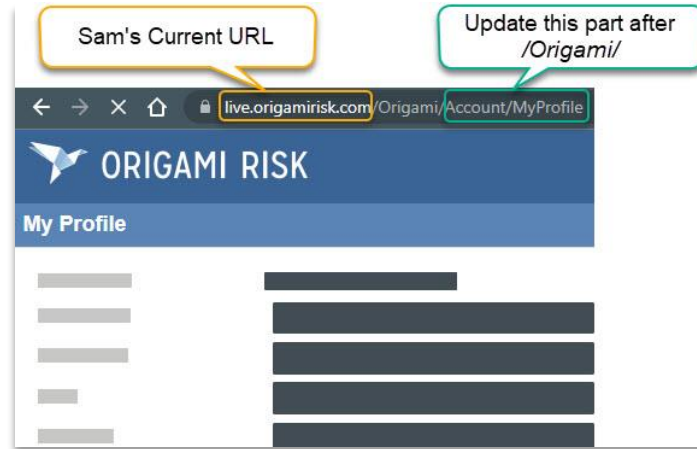 Sam's Current URL
Update this part after
/Origami/
live.origamirisk.com/Origami/Account/MyProfile
ORIGAMI RISK
My Profile